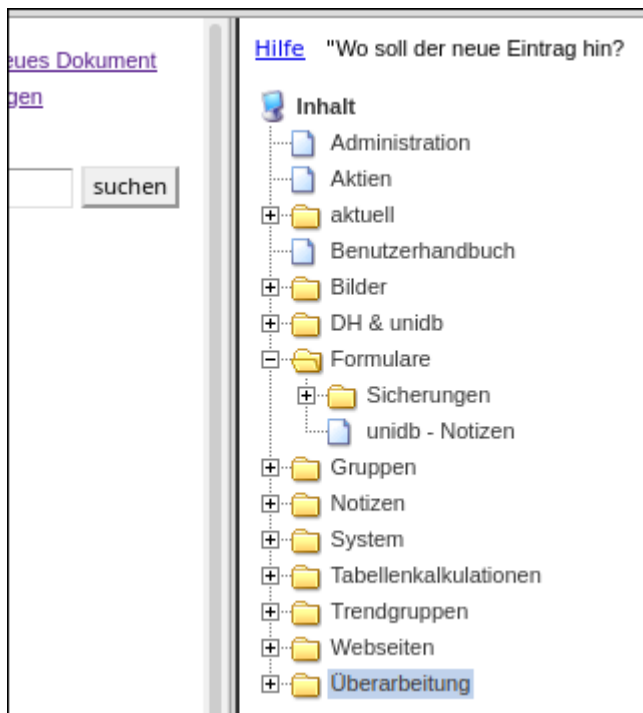 eues Dokument
gen
suchen
Hilfe "Wo soll der neue Eintrag hin?
Inhalt
Administration
Aktien
aktuell
Benutzerhandbuch
Bilder
DH & unidb
Formulare
Sicherungen
unidb - Notizen
Gruppen
Notizen
System
Tabellenkalkulationen
Trendgruppen
Webseiten
Überarbeitung